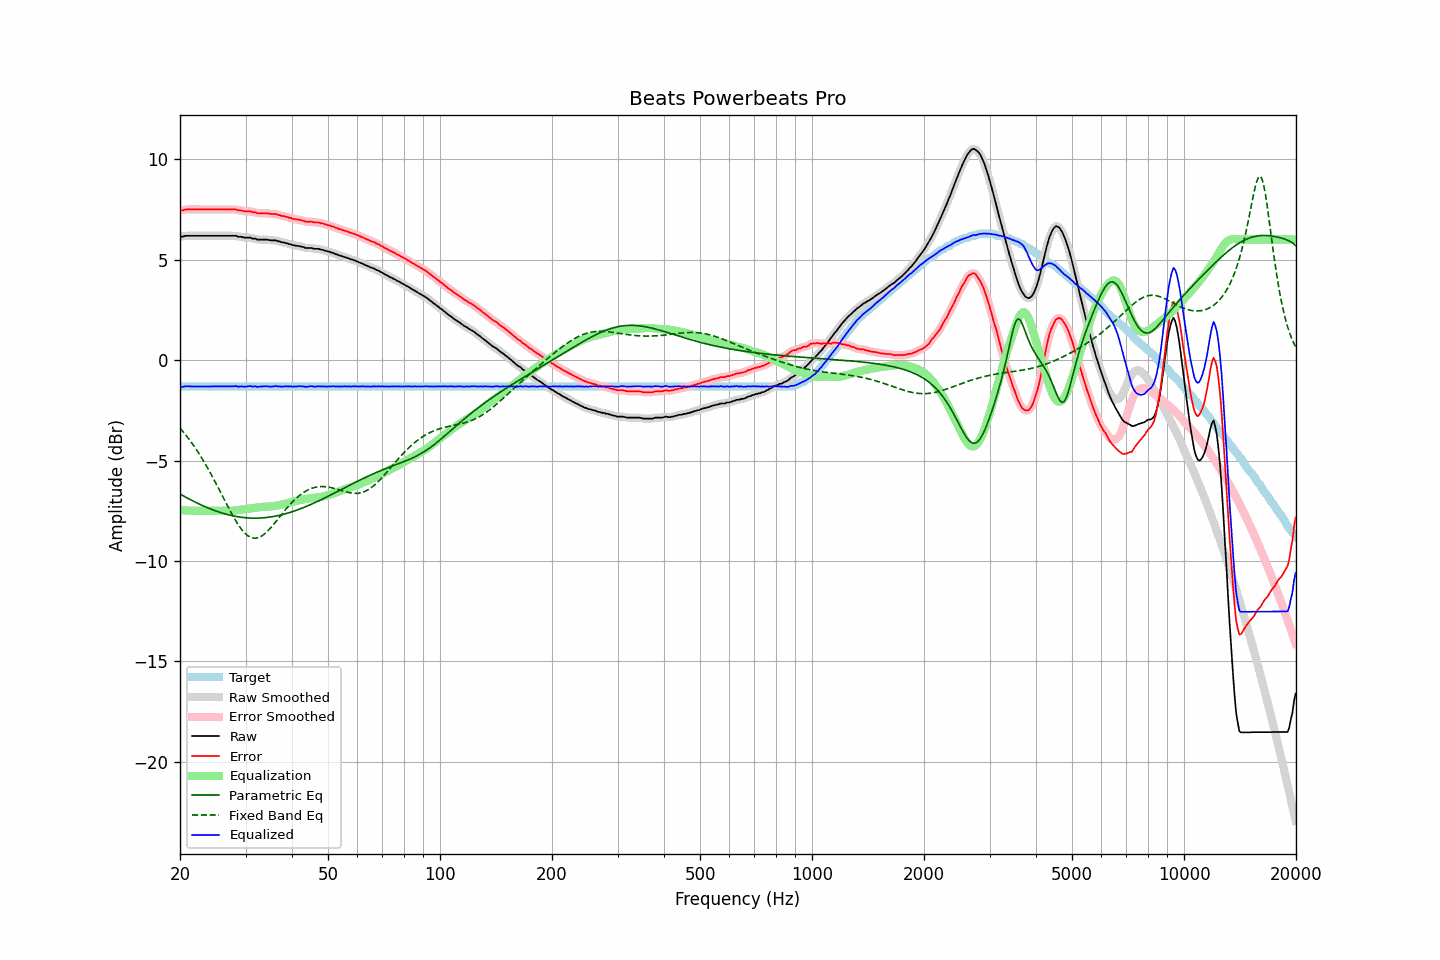 Beats Powerbeats Pro
Amplitude (dBr)
10
5
0
−5
−10
−15
−20
Target
Raw Smoothed
Error Smoothed
Raw
Error
Equalization
Parametric Eq
Fixed Band Eq
Equalized
20 50 100 200 500 1000 2000 5000 10000 20000
Frequency (Hz)